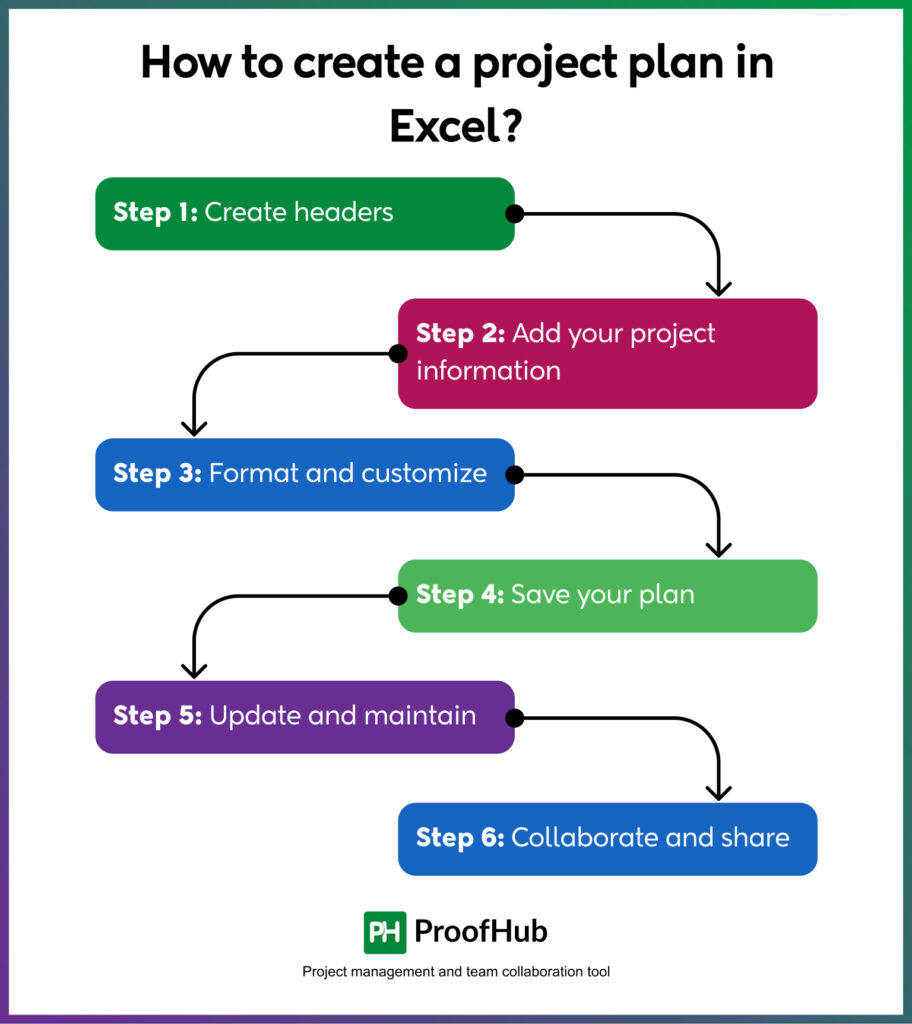 How to create a project plan in
Excel?
Step 1: Create headers
Step 2: Add your project
information
Step 3: Format and customize
Step 4: Save your plan
Step 5: Update and maintain
Step 6: Collaborate and share
PH ProofHub
Project management and team collaboration tool